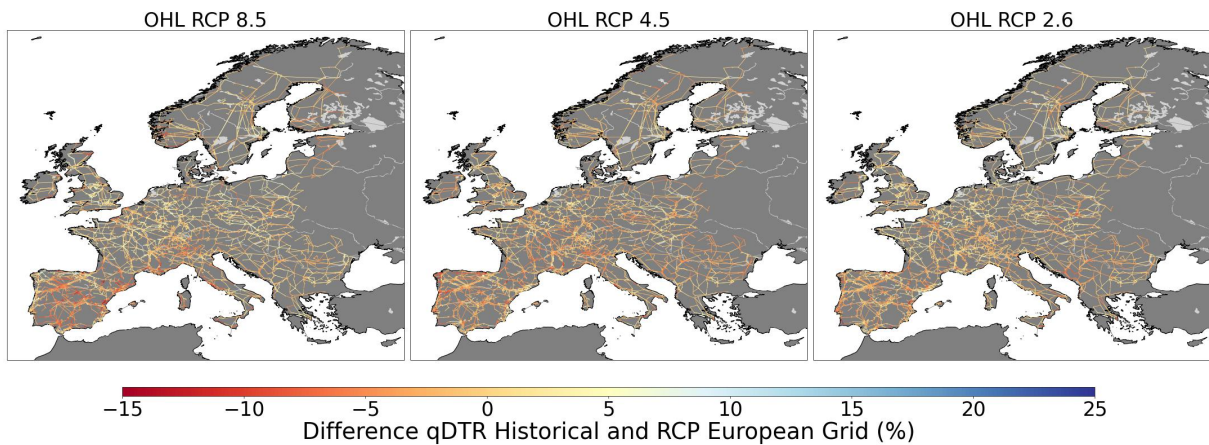 OHL RCP 8.5
OHL RCP 4.5
OHL RCP 2.6
−15 −10 −5 0 5 10 15 20 25
Difference qDTR Historical and RCP European Grid (%)